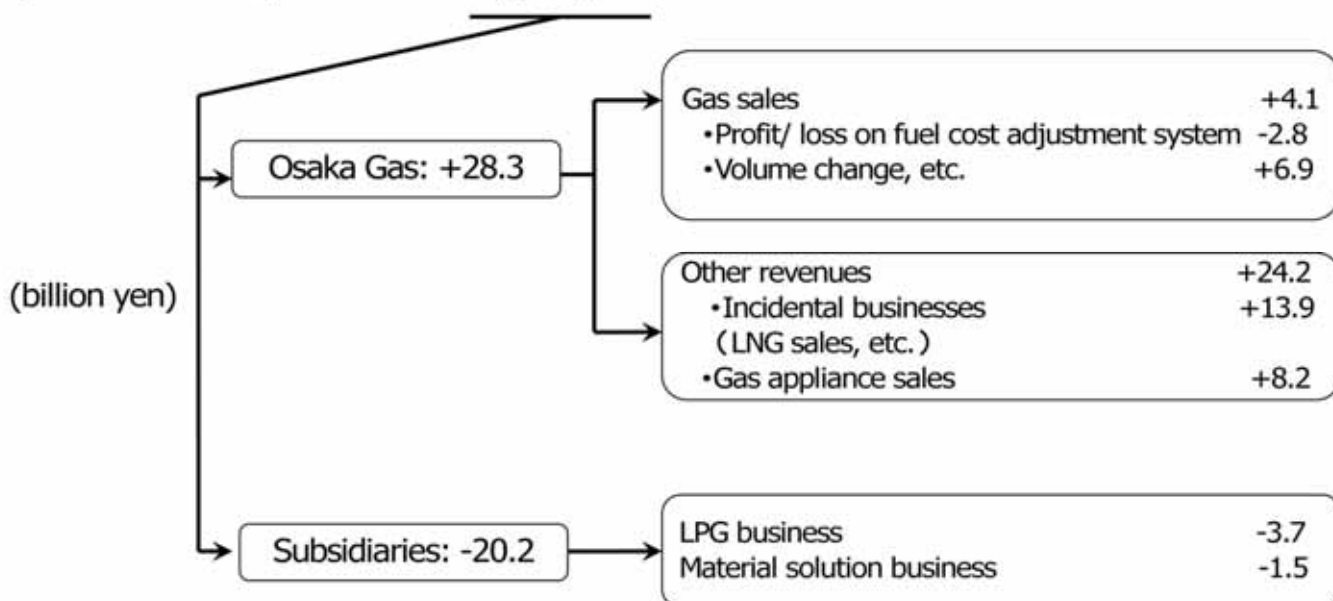 Gas sales +4.1
・Profit/ loss on fuel cost adjustment system -2.8
・Volume change, etc. +6.9
Osaka Gas: +28.3
Other revenues +24.2
・Incidental businesses +13.9
（LNG sales, etc.）
・Gas appliance sales +8.2
(billion yen)
Subsidiaries: -20.2
LPG business -3.7
Material solution business -1.5